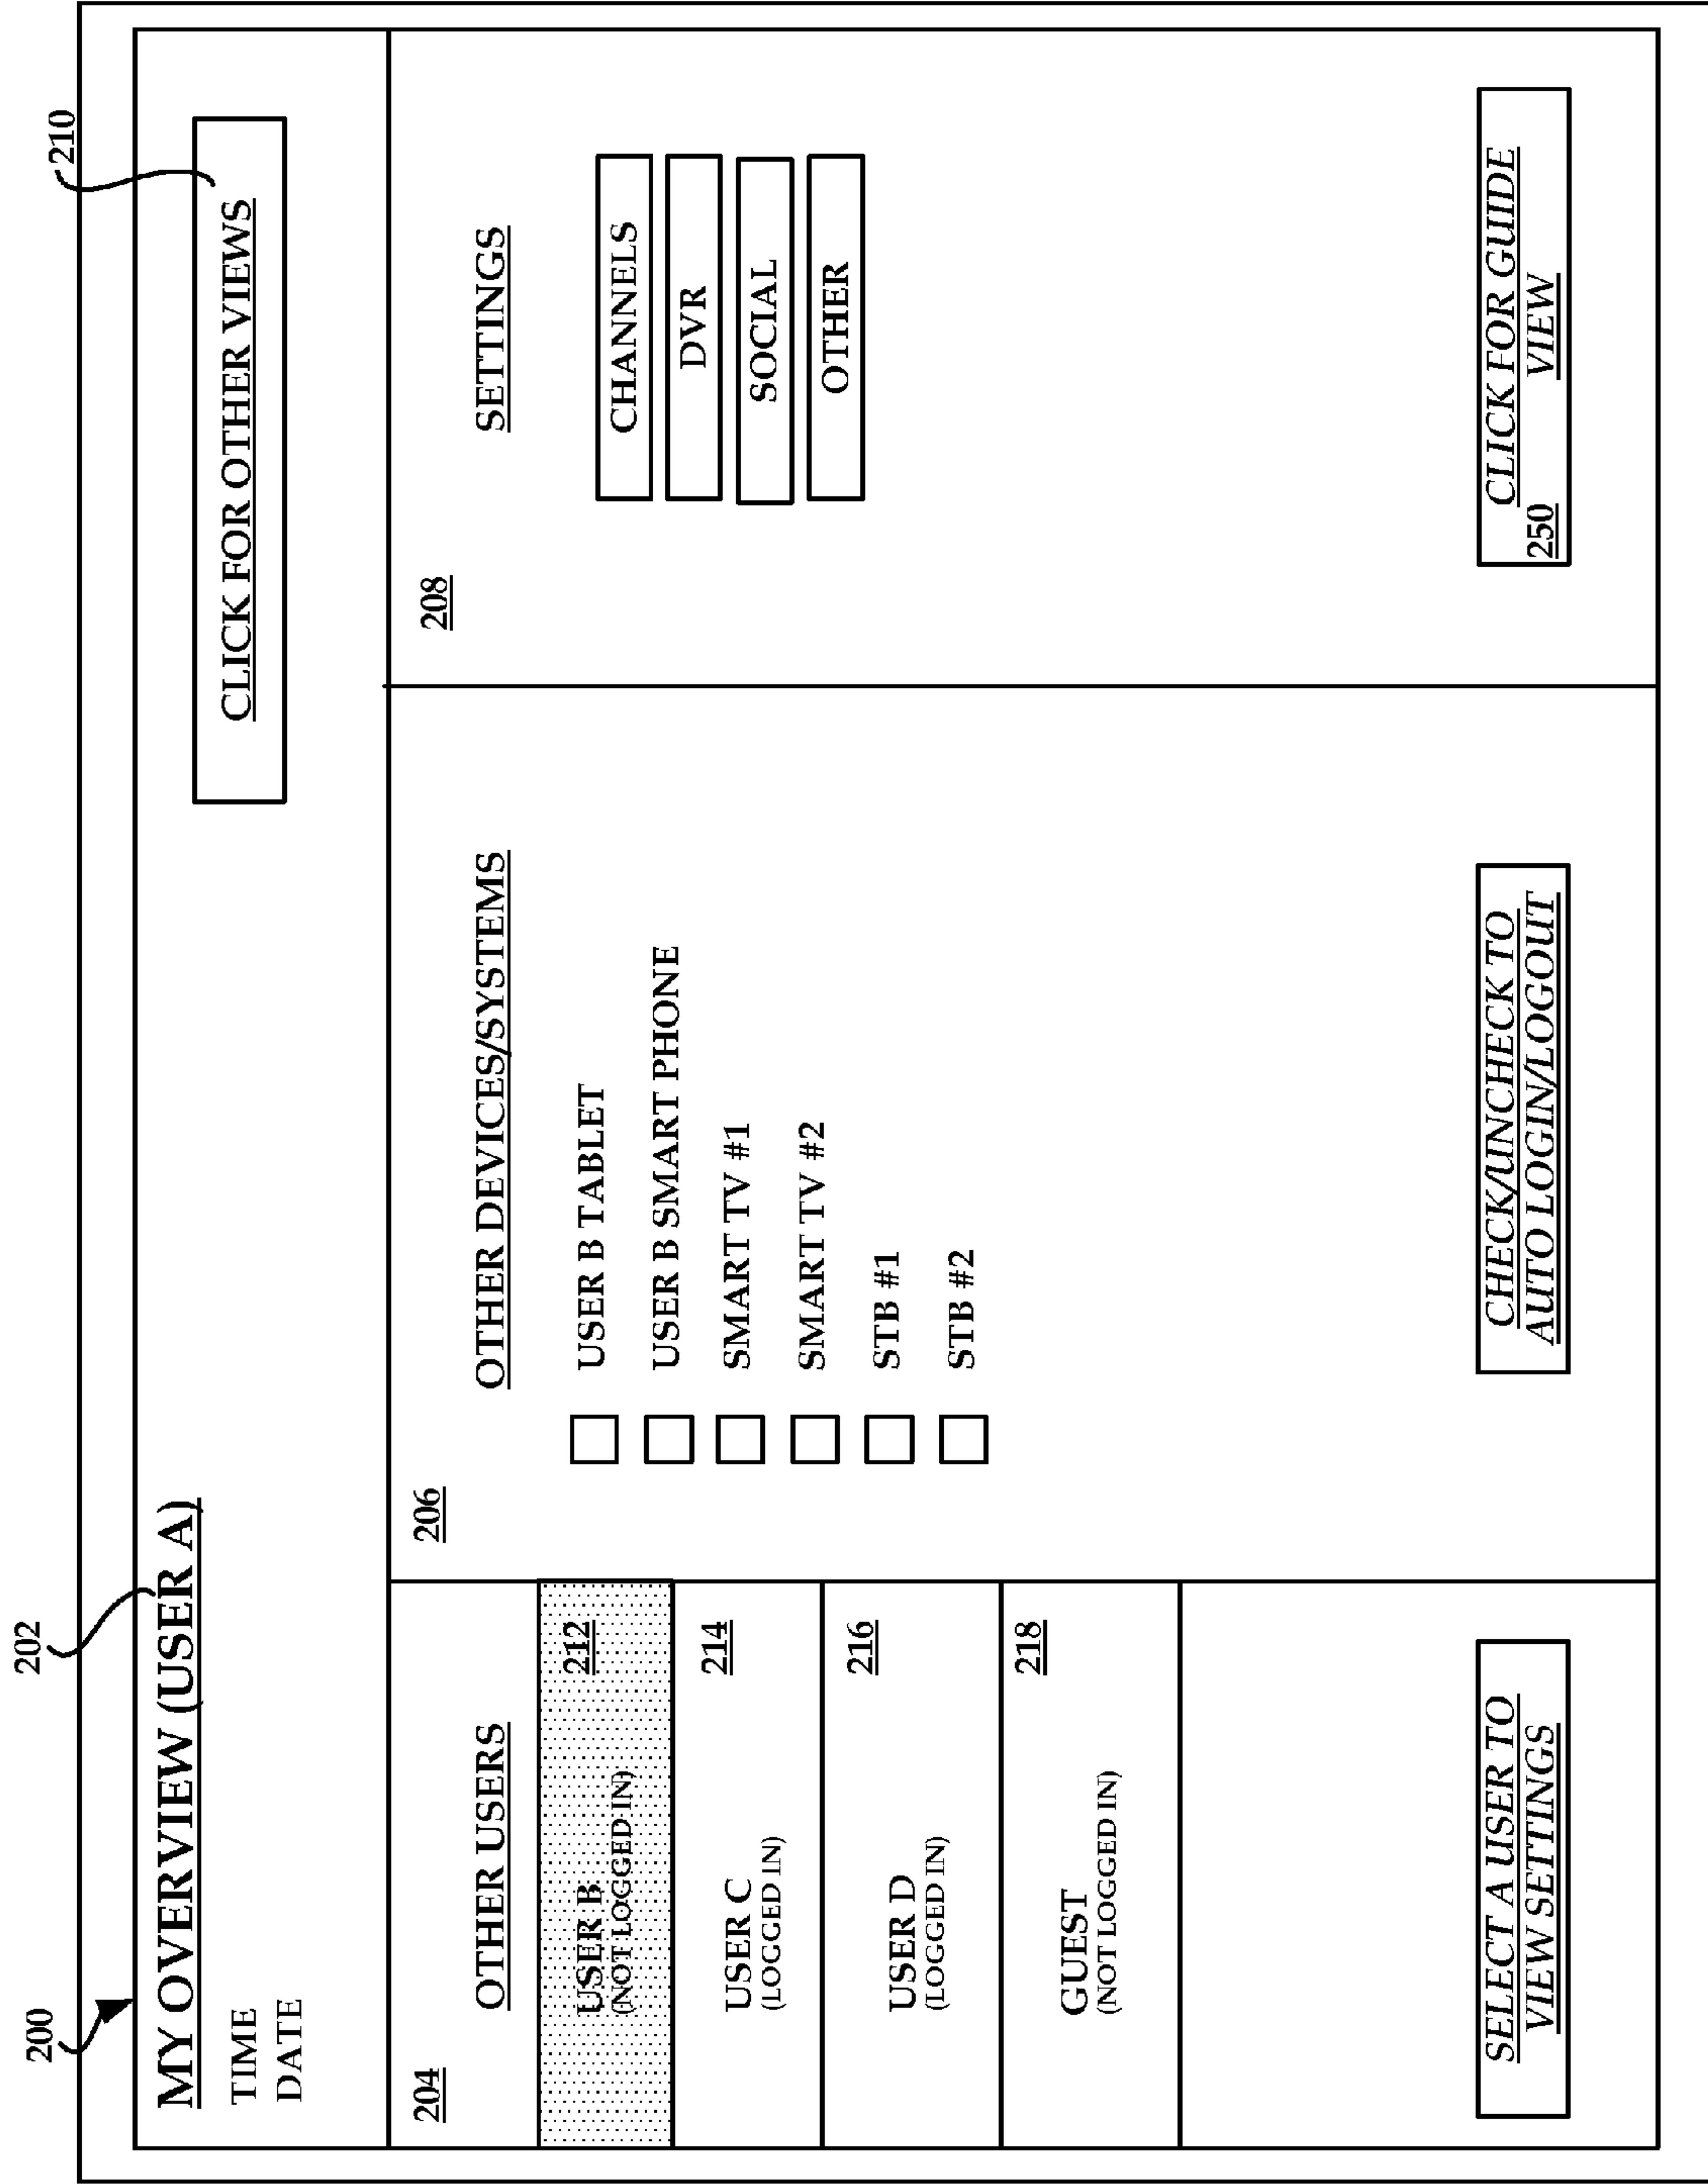 200
202
210
MY OVERVIEW (USER A)
TIME
DATE
CLICK FOR OTHER VIEWS
204
OTHER USERS
USER B
(NOT LOGGED IN)
212
USER C
(LOGGED IN)
214
USER D
(LOGGED IN)
216
GUEST
(NOT LOGGED IN)
218
SELECT A USER TO
VIEW SETTINGS
206
OTHER DEVICES/SYSTEMS
USER B TABLET
USER B SMART PHONE
SMART TV #1
SMART TV #2
STB #1
STB #2
CHECK/UNCHECK TO
AUTO LOGIN/LOGOUT
208
SETTINGS
CHANNELS
DVR
SOCIAL
OTHER
CLICK FOR GUIDE
VIEW
250